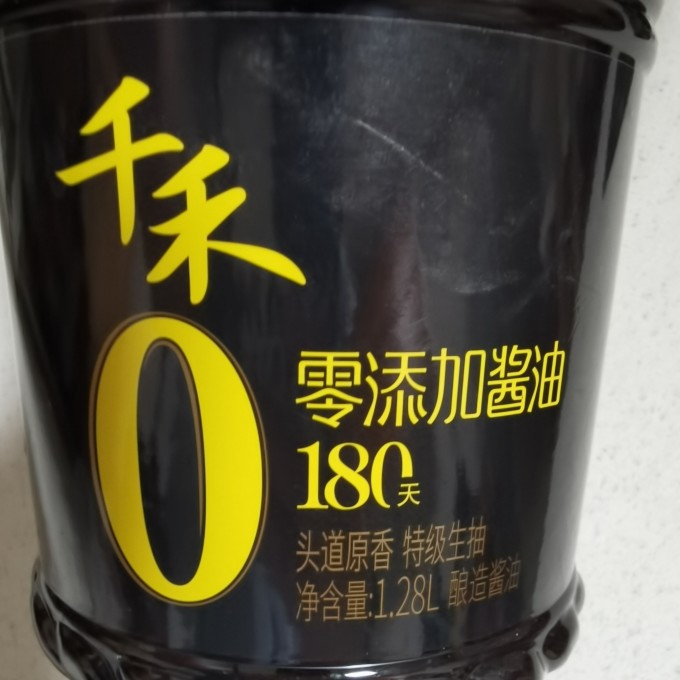 千禾
0
零添加酱油
180天
头道原香 特级生抽
净含量:1.28L 酿造酱油